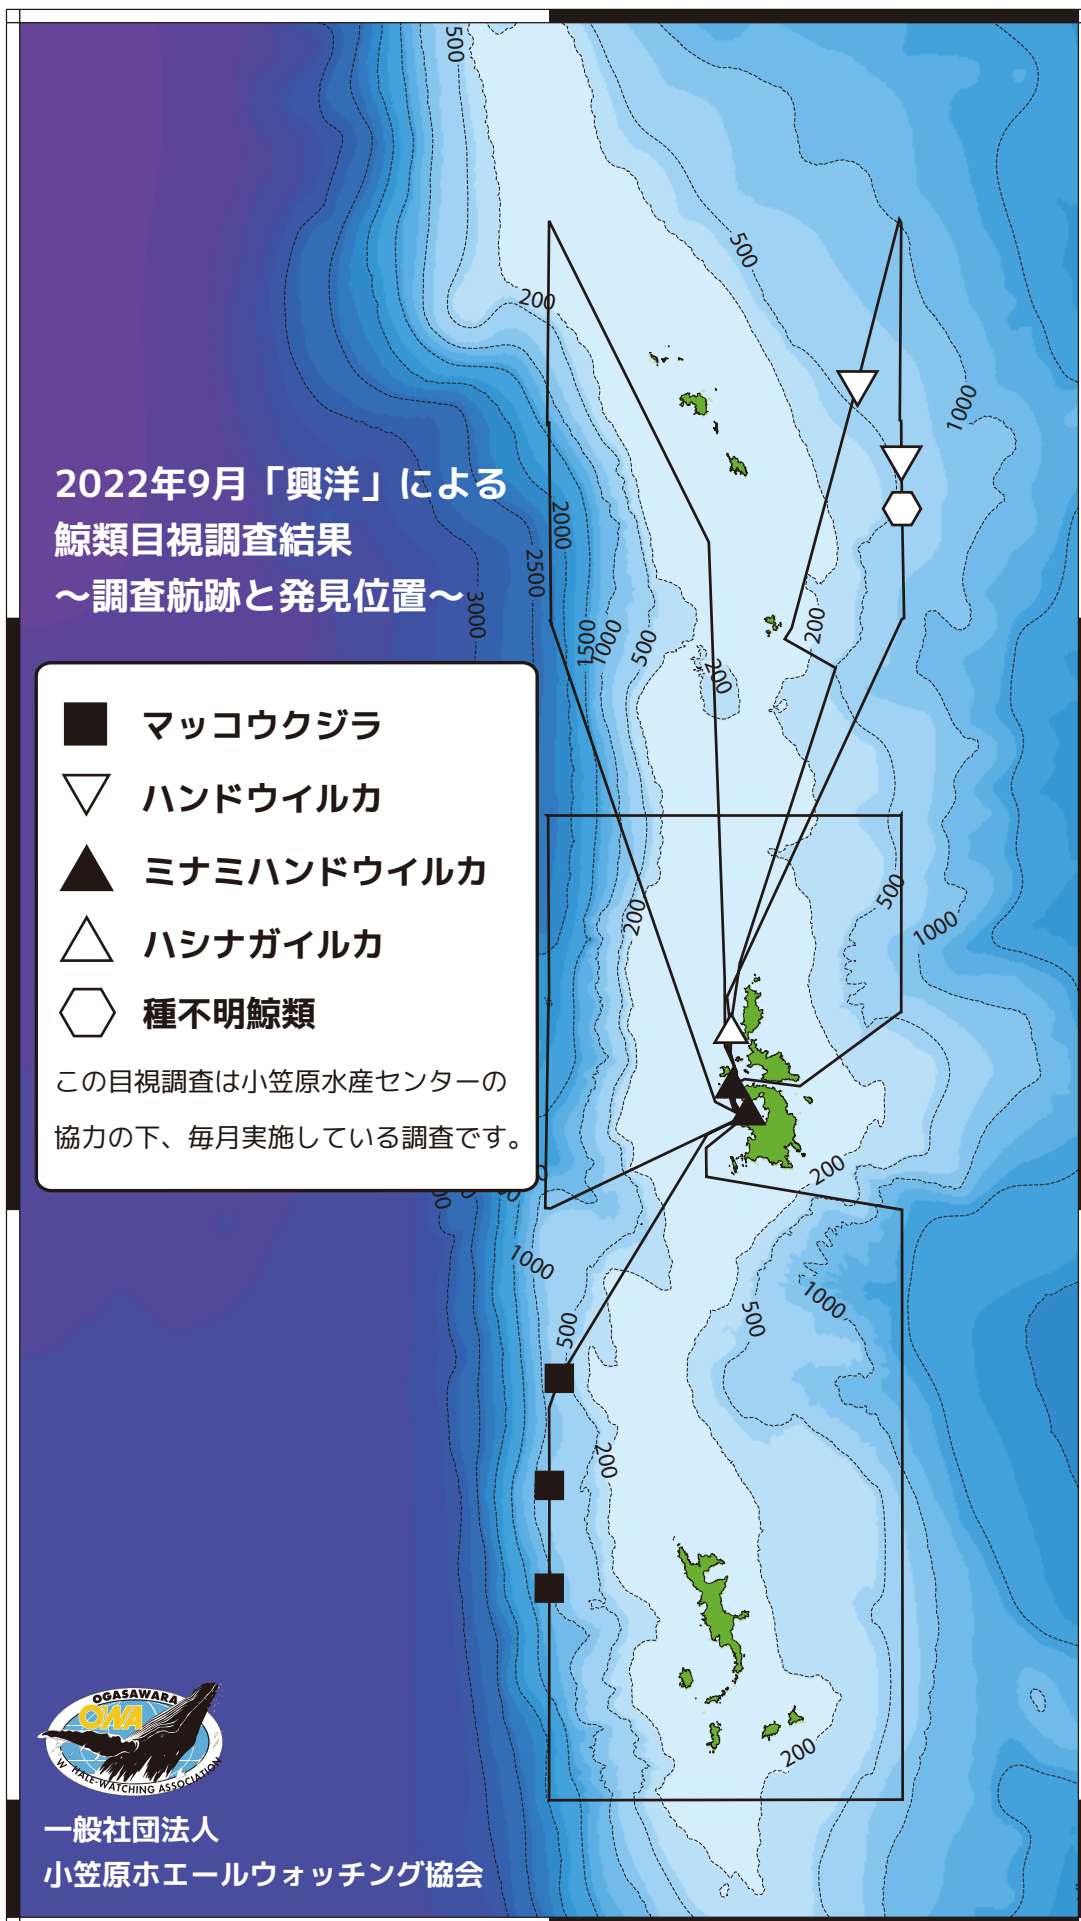 500
500
200
1000
2022年9月「興洋」による
鯨類目視調査結果
～調査航跡と発見位置～
2000
2500
3000
1500
1000
500
200
200
マッコウクジラ
ハンドウイルカ
ミナミハンドウイルカ
ハシナガイルカ
種不明鯨類
この目視調査は小笠原水産センターの
協力の下、毎月実施している調査です。
200
500
1000
200
1000
500
500
1000
200
200
OGASAWARA
OWA
WHALE-WATCHING ASSOCIATION
一般社団法人
小笠原ホエールウォッチング協会